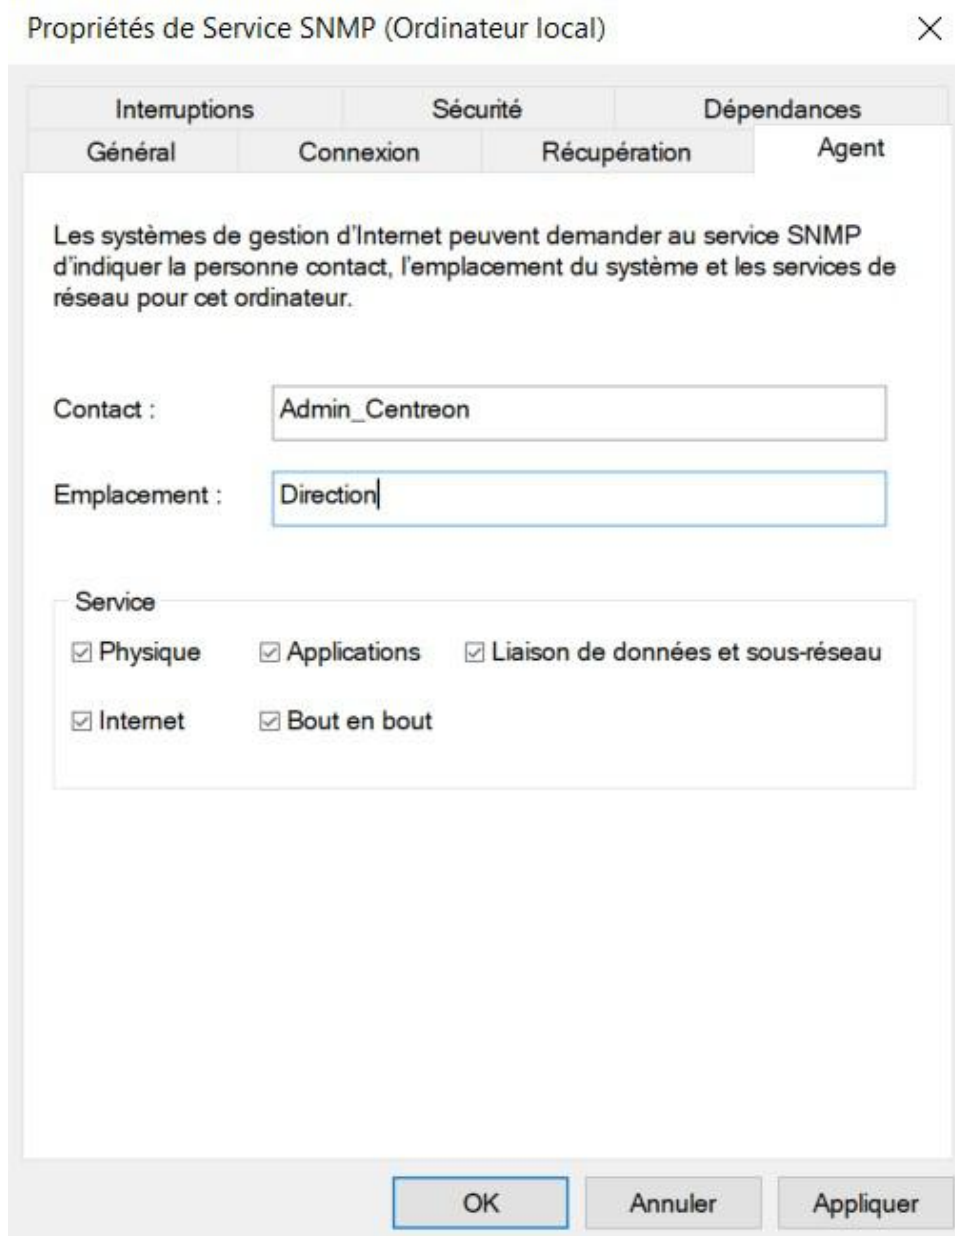 Propriétés de Service SNMP (Ordinateur local)
Interruptions Sécurité Dépendances
Général Connexion Récupération Agent
Les systèmes de gestion d'Internet peuvent demander au service SNMP
d'indiquer la personne contact, l'emplacement du système et les services de
réseau pour cet ordinateur.
Contact : Admin_Centreon
Emplacement : Direction
Service
Physique Applications Liaison de données et sous-réseau
Internet Bout en bout
OK Annuler Appliquer